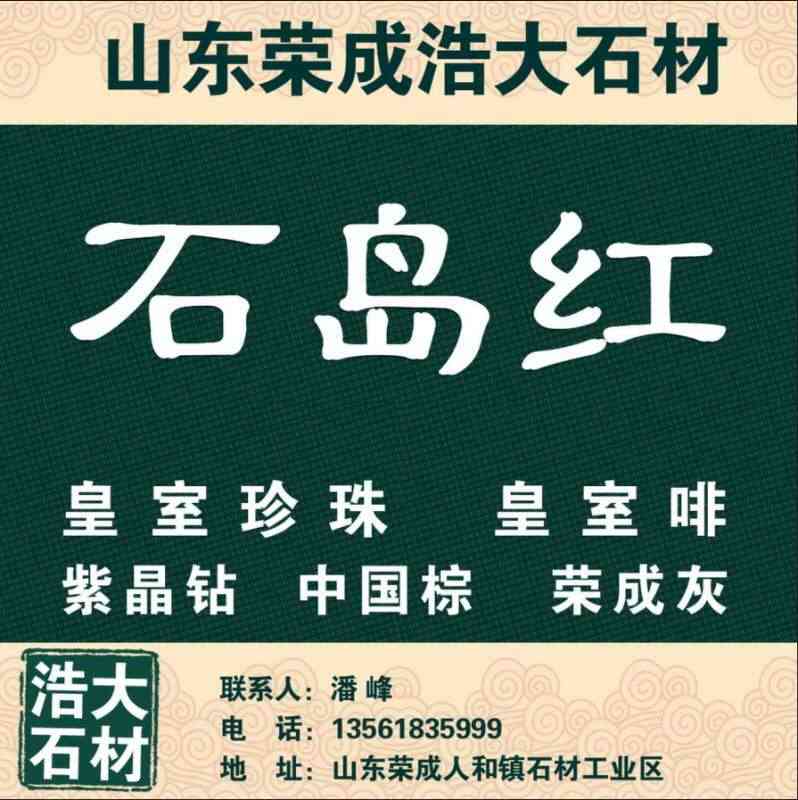 山东荣成浩大石材
石岛红
皇室珍珠 皇室啡
紫晶钻 中国棕 荣成灰
浩大
石材
联系人：潘峰
电 话：13561835999
地 址：山东荣成人和镇石材工业区